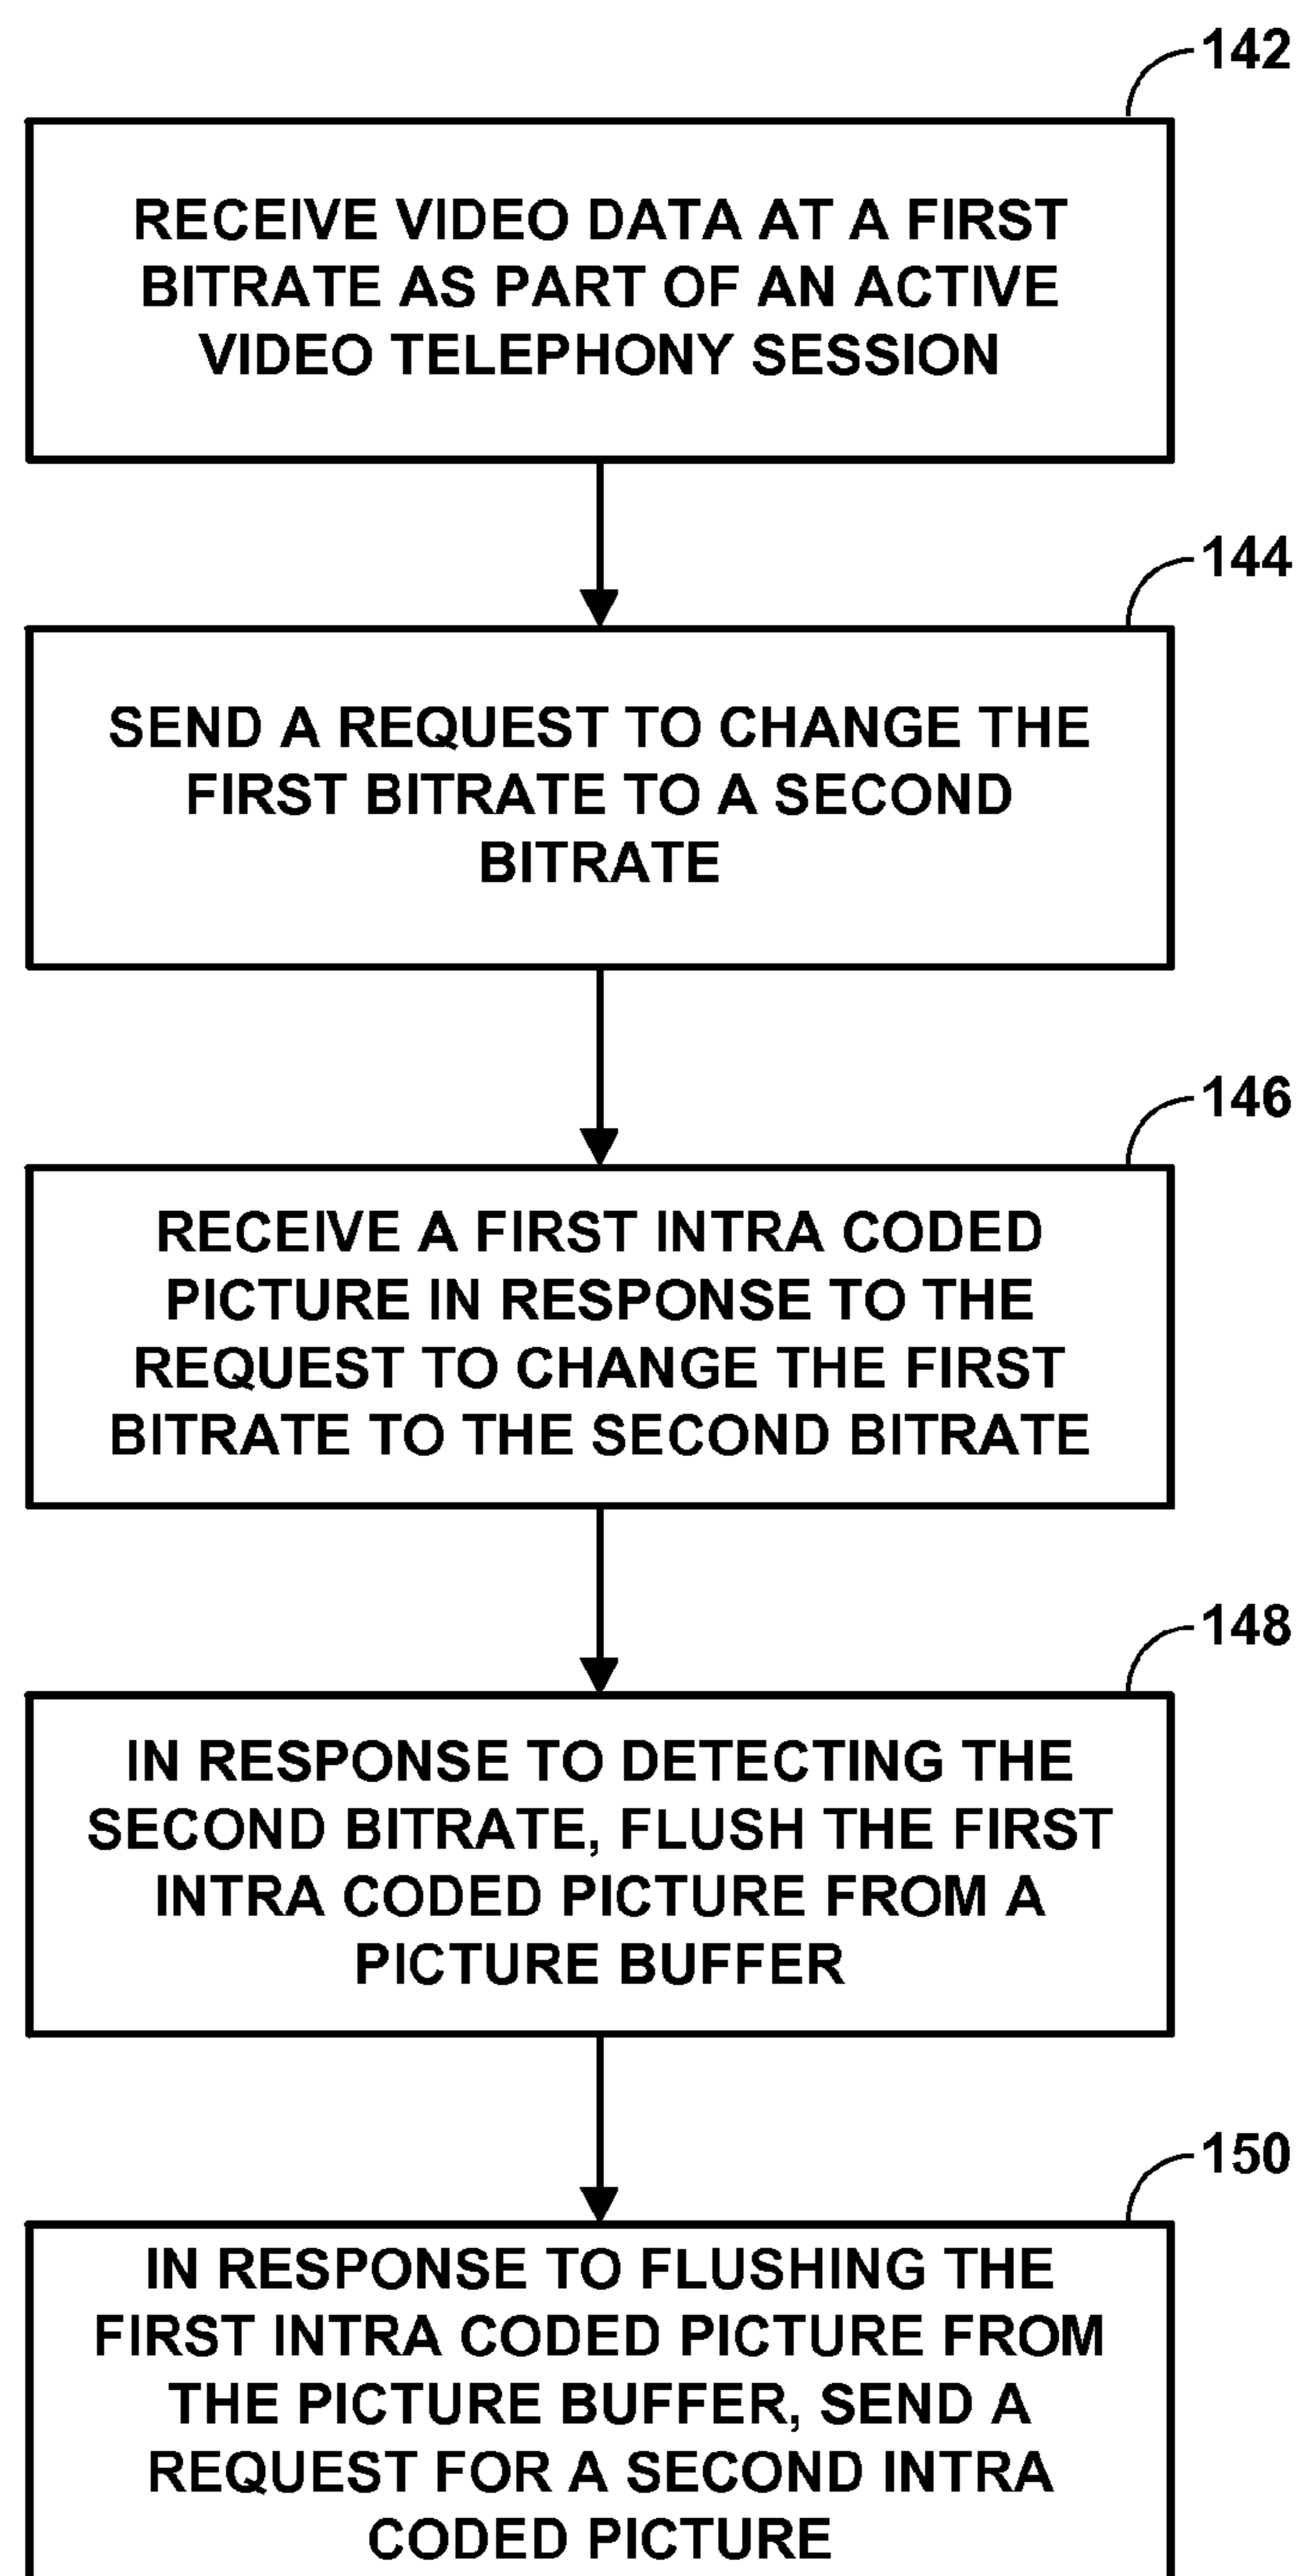 142
RECEIVE VIDEO DATA AT A FIRST
BITRATE AS PART OF AN ACTIVE
VIDEO TELEPHONY SESSION
144
SEND A REQUEST TO CHANGE THE
FIRST BITRATE TO A SECOND
BITRATE
146
RECEIVE A FIRST INTRA CODED
PICTURE IN RESPONSE TO THE
REQUEST TO CHANGE THE FIRST
BITRATE TO THE SECOND BITRATE
148
IN RESPONSE TO DETECTING THE
SECOND BITRATE, FLUSH THE FIRST
INTRA CODED PICTURE FROM A
PICTURE BUFFER
150
IN RESPONSE TO FLUSHING THE
FIRST INTRA CODED PICTURE FROM
THE PICTURE BUFFER, SEND A
REQUEST FOR A SECOND INTRA
CODED PICTURE